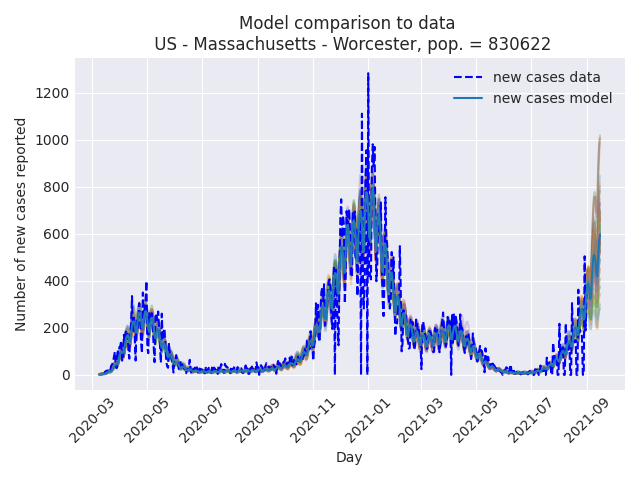 Model comparison to data
US - Massachusetts - Worcester, pop. = 830622
new cases data
new cases model
Number of new cases reported
1200
1000
800
600
400
200
0
2020-03
2020-05
2020-07
2020-09
2020-11
2021-01
2021-03
2021-05
2021-07
2021-09
Day